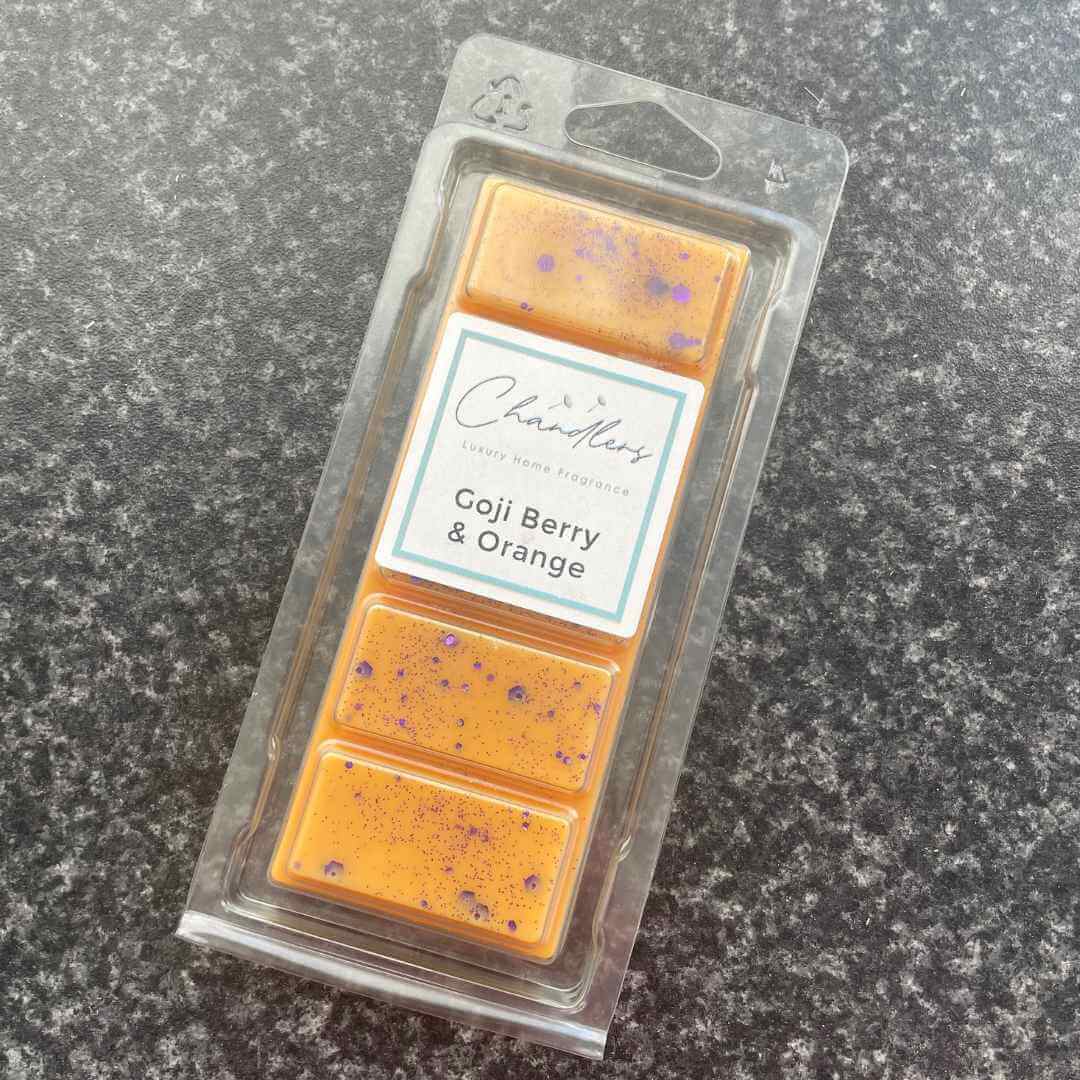 Chandlers
Luxury Home Fragrance
Goji Berry
& Orange